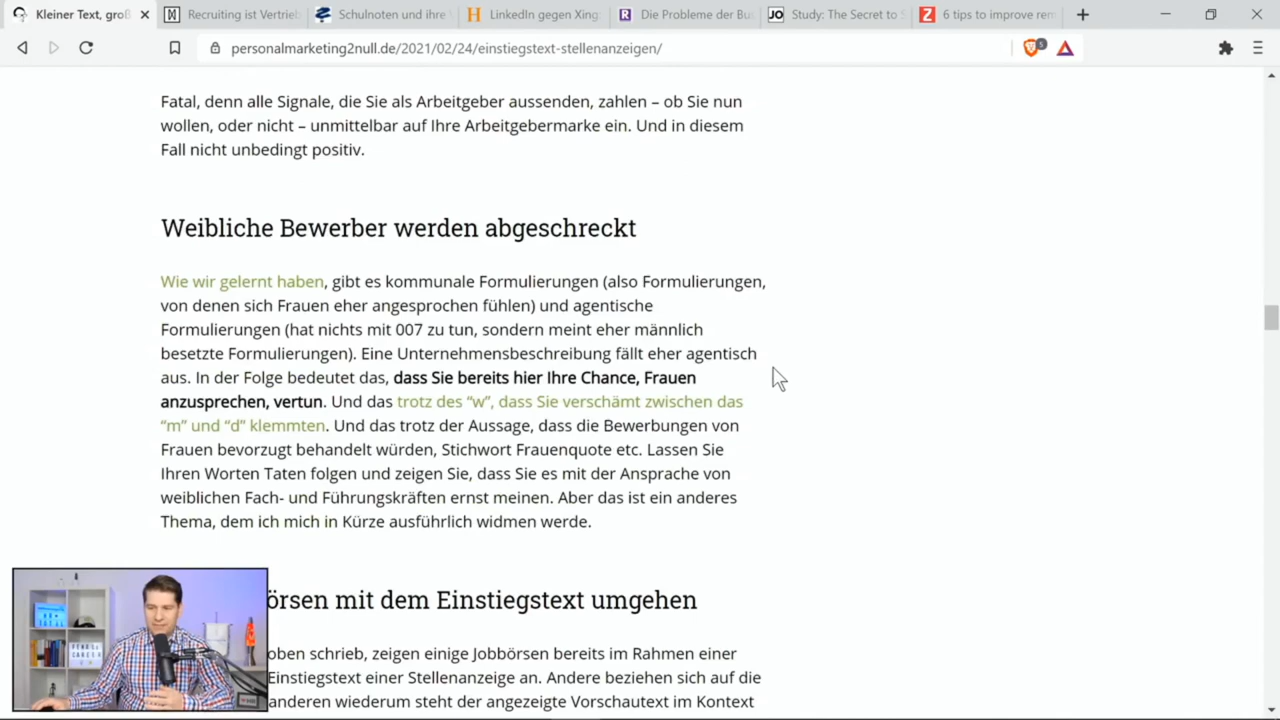 Kleiner Text, groß
Recruiting ist Vertrieb
Schulnoten und ihre
LinkedIn gegen Xing
Die Probleme der Bu
Study: The Secret to S
6 tips to improve rem
personalmarketing2null.de/2021/02/24/einstiegstext-stellenanzeigen/
5
Fatal, denn alle Signale, die Sie als Arbeitgeber aussenden, zahlen – ob Sie nun
wollen, oder nicht – unmittelbar auf Ihre Arbeitgebermarke ein. Und in diesem
Fall nicht unbedingt positiv.
Weibliche Bewerber werden abgeschreckt
Wie wir gelernt haben, gibt es kommunale Formulierungen (also Formulierungen,
von denen sich Frauen eher angesprochen fühlen) und agentische
Formulierungen (hat nichts mit 007 zu tun, sondern meint eher männlich
besetzte Formulierungen). Eine Unternehmensbeschreibung fällt eher agentisch
aus. In der Folge bedeutet das, dass Sie bereits hier Ihre Chance, Frauen
anzusprechen, vertun. Und das trotz des “w”, dass Sie verschämt zwischen das
“m” und “d” klemmten. Und das trotz der Aussage, dass die Bewerbungen von
Frauen bevorzugt behandelt würden, Stichwort Frauenquote etc. Lassen Sie
Ihren Worten Taten folgen und zeigen Sie, dass Sie es mit der Ansprache von
weiblichen Fach- und Führungskräften ernst meinen. Aber das ist ein anderes
Thema, dem ich mich in Kürze ausführlich widmen werde.
örsen mit dem Einstiegstext umgehen
oben schrieb, zeigen einige Jobbörsen bereits im Rahmen einer
Einstiegstext einer Stellenanzeige an. Andere beziehen sich auf die
anderen wiederum steht der angezeigte Vorschautext im Kontext